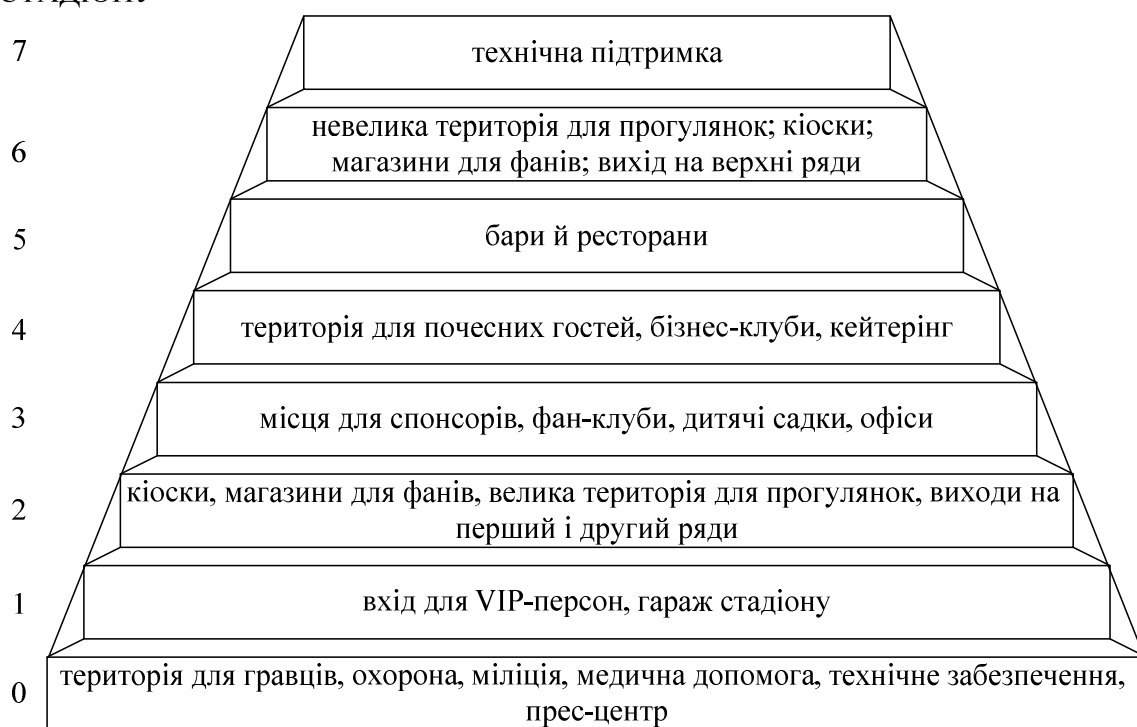 7
технічна підтримка
6
невелика територія для прогулянок; кіоски;
магазини для фанів; вихід на верхні ряди
5
бари й ресторани
4
територія для почесних гостей, бізнес-клуби, кейтерінг
3
місця для спонсорів, фан-клуби, дитячі садки, офіси
2
кіоски, магазини для фанів, велика територія для прогулянок, виходи на
перший і другий ряди
1
вхід для VIP-персон, гараж стадіону
0
територія для гравців, охорона, міліція, медична допомога, технічне забезпечення,
прес-центр